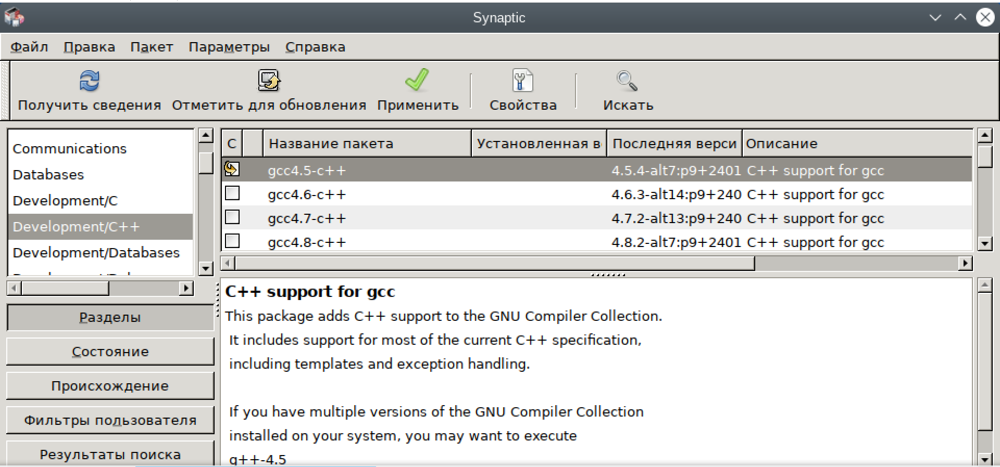 Synaptic
Файл Правка Пакет Параметры Справка
Получить сведения Отметить для обновления Применить Свойства Искать
Communications
Databases
Development/C
Development/C++
Development/Databases
Разделы
Состояние
Происхождение
Фильтры пользователя
Результаты поиска
С Название пакета Установленная в Последняя верси Описание
gcc4.5-c++ 4.5.4-alt7:p9+2401 C++ support for gcc
gcc4.6-c++ 4.6.3-alt14:p9+240 C++ support for gcc
gcc4.7-c++ 4.7.2-alt13:p9+240 C++ support for gcc
gcc4.8-c++ 4.8.2-alt7:p9+2401 C++ support for gcc
C++ support for gcc
This package adds C++ support to the GNU Compiler Collection.
It includes support for most of the current C++ specification,
including templates and exception handling.
If you have multiple versions of the GNU Compiler Collection
installed on your system, you may want to execute
g++-4.5